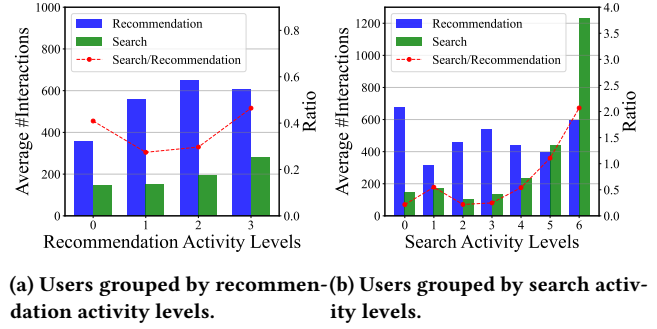 1000
800
600
400
200
0
Average #Interactions
Recommendation
Search
Search/Recommendation
0.8
0.6
0.4
0.2
0.0
Ratio
0 1 2 3
Recommendation Activity Levels
1200
1000
800
600
400
200
0
Average #Interactions
Recommendation
Search
Search/Recommendation
4.0
3.5
3.0
2.5
2.0
1.5
1.0
0.5
0.0
Ratio
0 1 2 3 4 5 6
Search Activity Levels
(a) Users grouped by recommen-
dation activity levels.
(b) Users grouped by search activ-
ity levels.